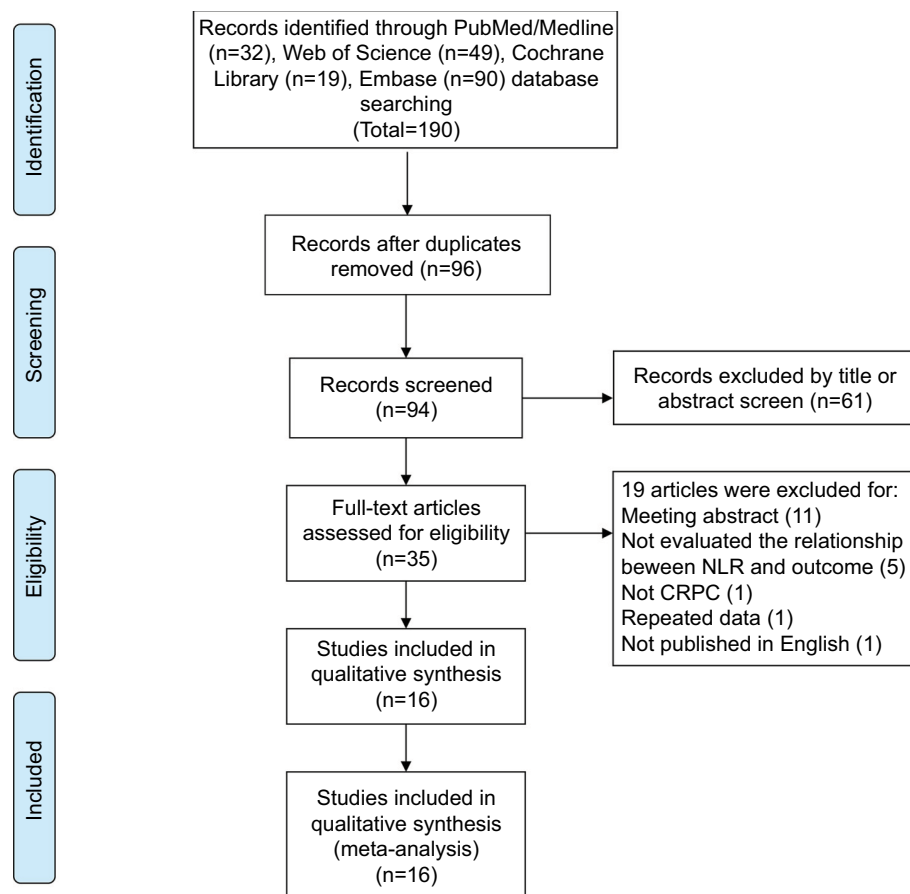 Identification
Records identified through PubMed/Medline
(n=32), Web of Science (n=49), Cochrane
Library (n=19), Embase (n=90) database
searching
(Total=190)
Records after duplicates
removed (n=96)
Screening
Records screened
(n=94)
Records excluded by title or
abstract screen (n=61)
Eligibility
Full-text articles
assessed for eligibility
(n=35)
19 articles were excluded for:
Meeting abstract (11)
Not evaluated the relationship
beween NLR and outcome (5)
Not CRPC (1)
Repeated data (1)
Not published in English (1)
Studies included in
qualitative synthesis
(n=16)
Included
Studies included in
qualitative synthesis
(meta-analysis)
(n=16)